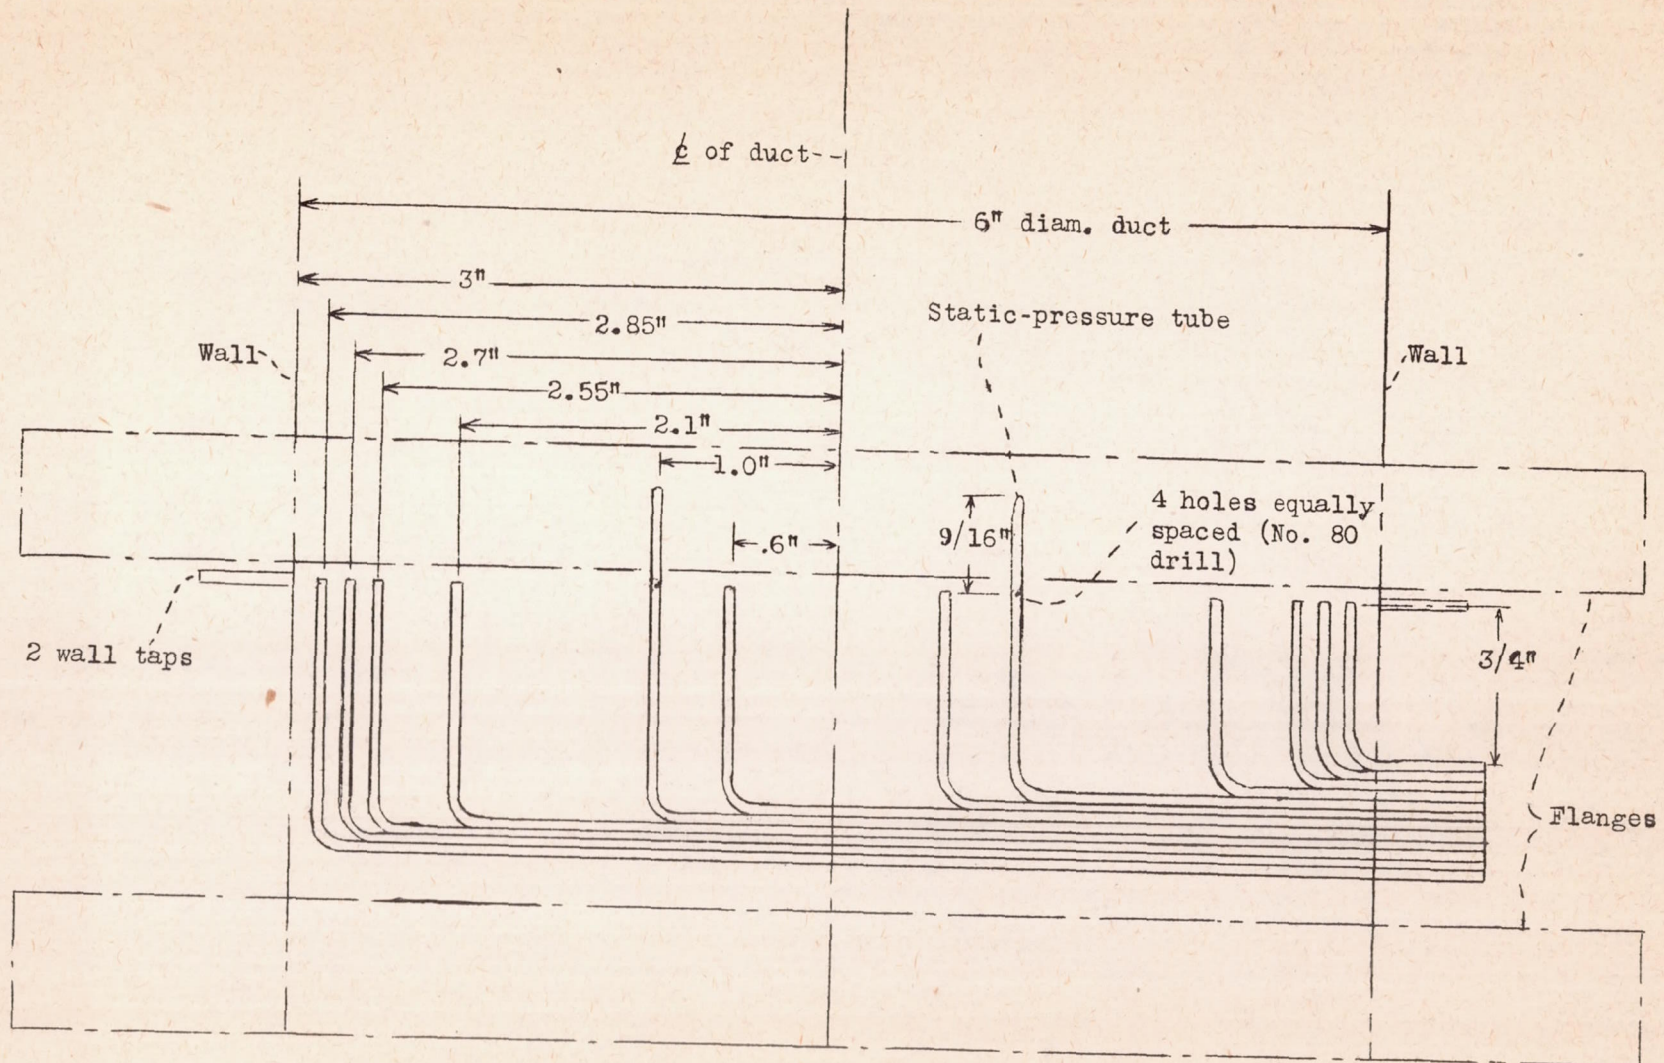 ℄ of duct
6" diam. duct
3"
Static-pressure tube
2.85"
Wall
2.7"
Wall
2.55"
2.1"
1.0"
4 holes equally
spaced (No. 80
drill)
9/16"
.6"
2 wall taps
3/4"
Flanges